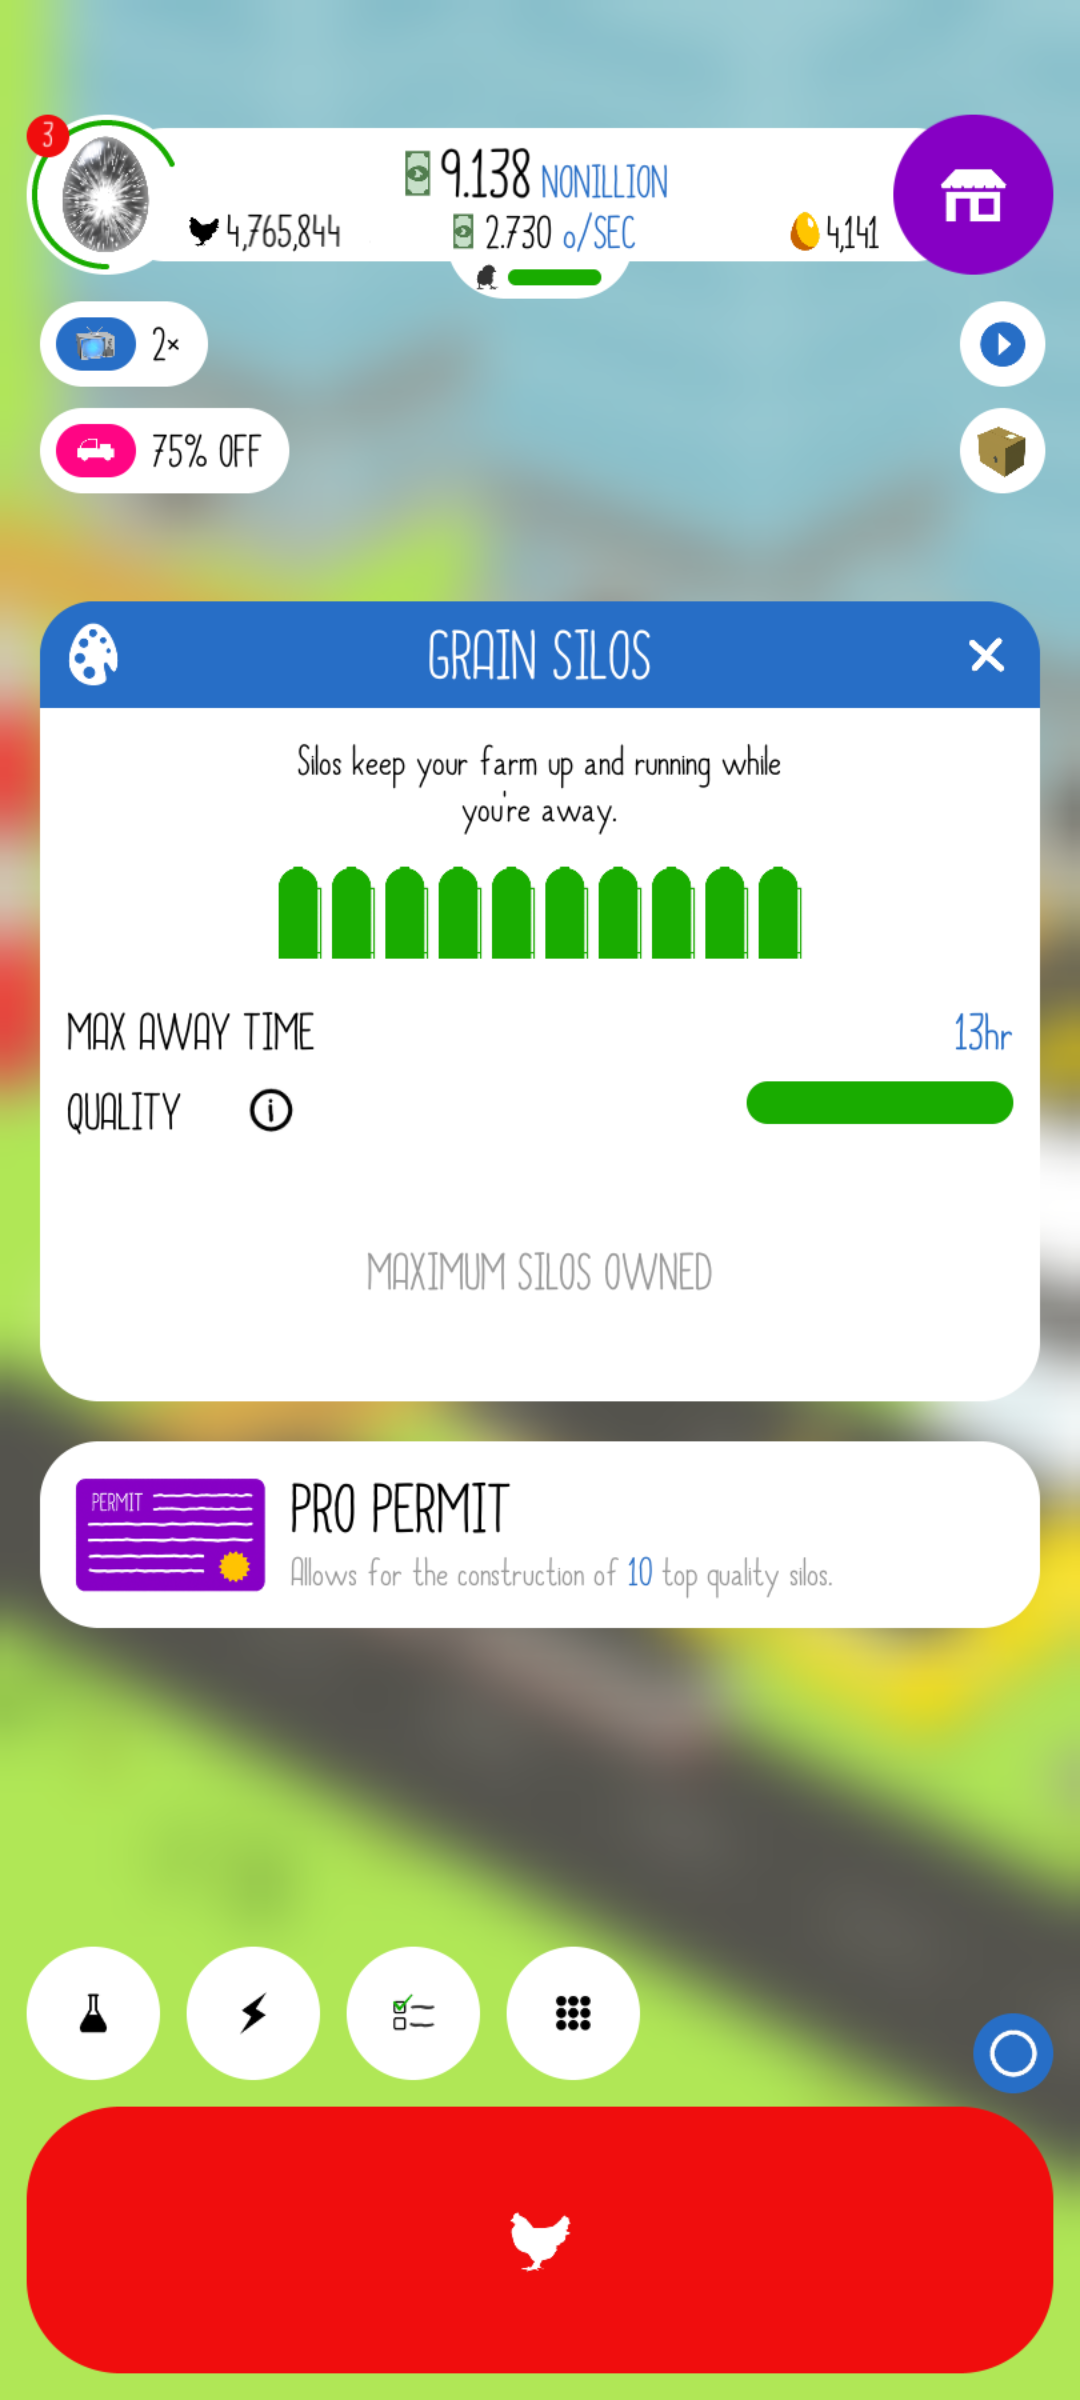 3
9.138 NONILLION
4,765,844
2.730 o/SEC
4,141
2×
75% OFF
GRAIN SILOS
Silos keep your farm up and running while
you're away.
MAX AWAY TIME
13hr
QUALITY
i
MAXIMUM SILOS OWNED
PERMIT
PRO PERMIT
Allows for the construction of 10 top quality silos.